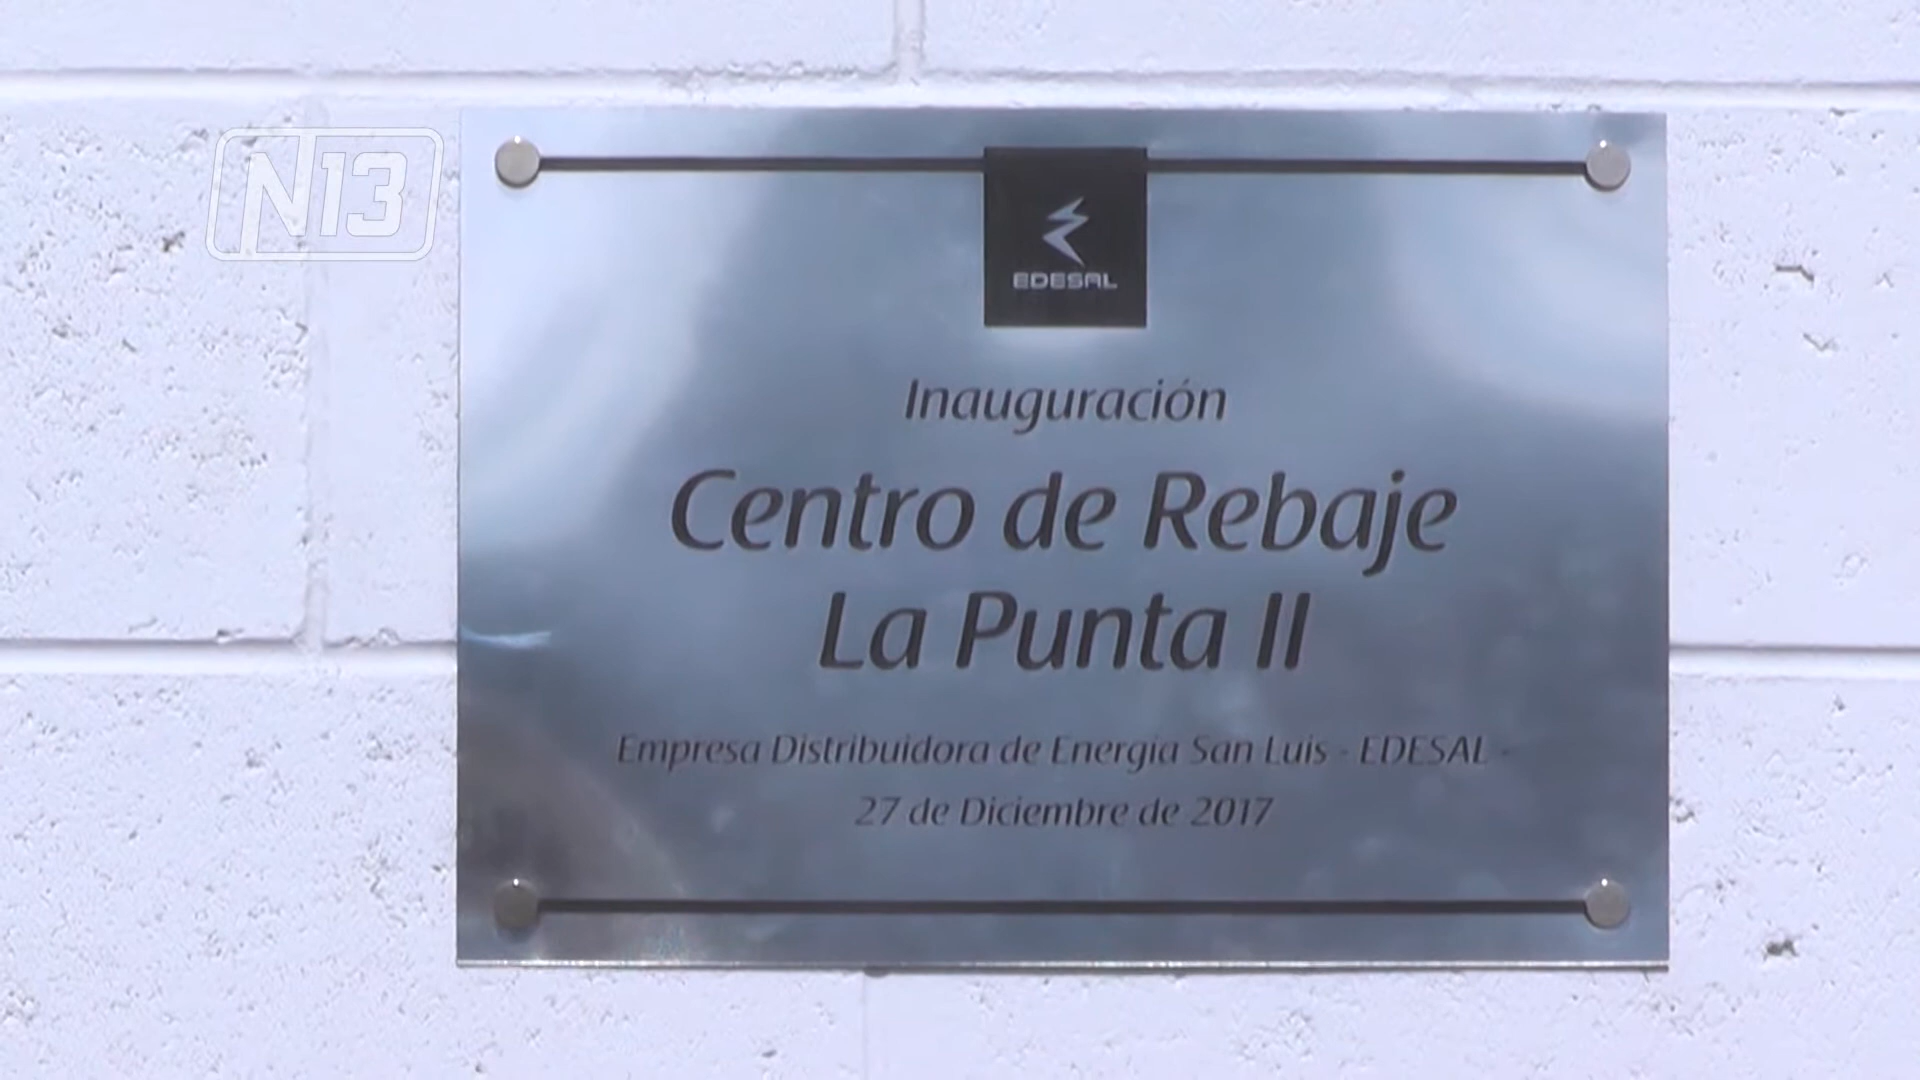 N13
EDESAL
Inauguración
Centro de Rebaje
La Punta II
Empresa Distribuidora de Energía San Luis - EDESAL -
27 de Diciembre de 2017